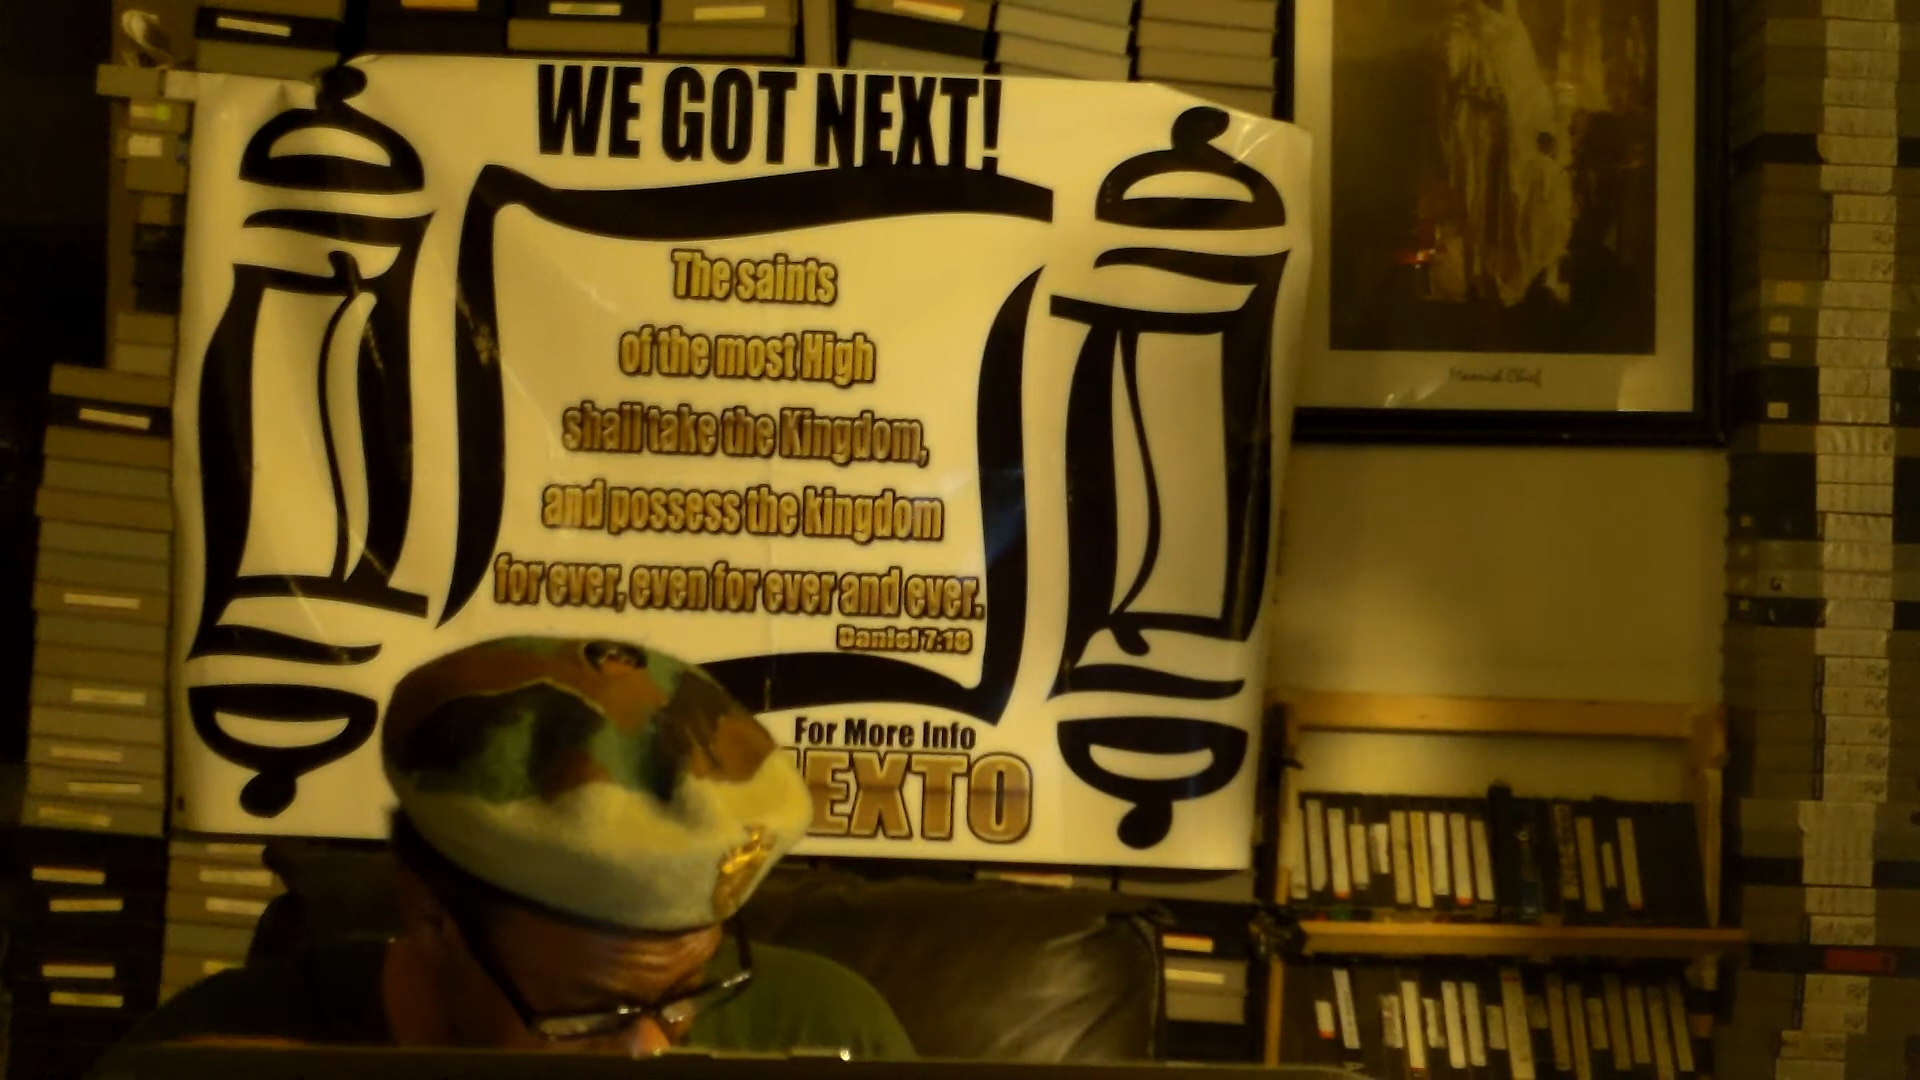 WE GOT NEXT!
The saints
of the most High
shall take the Kingdom,
and possess the kingdom
for ever, even for ever and ever.
Daniel 7:18
For More Info